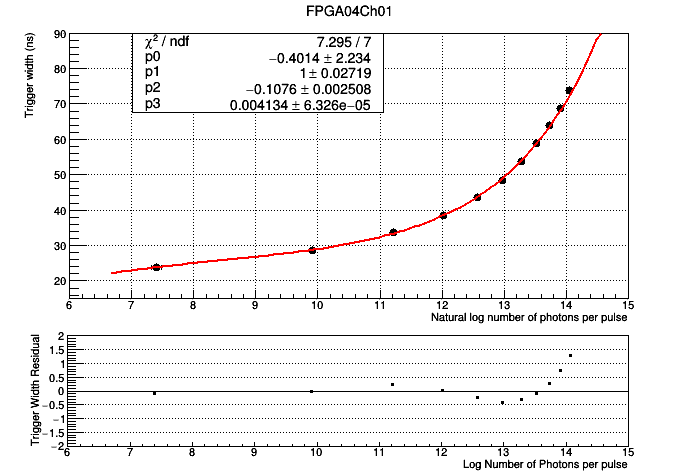 FPGA04Ch01
χ² / ndf 7.295 / 7
p0 −0.4014 ± 2.234
p1 1 ± 0.02719
p2 −0.1076 ± 0.002508
p3 0.004134 ± 6.326e−05
Trigger width (ns)
90
80
70
60
50
40
30
20
6 7 8 9 10 11 12 13 14 15
Natural log number of photons per pulse
Trigger Width Residual
2
1.5
1
0.5
0
−0.5
−1
−1.5
−2
6 7 8 9 10 11 12 13 14 15
Log Number of Photons per pulse